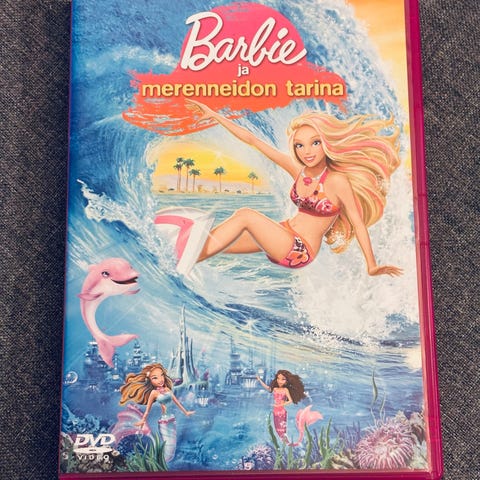 Barbie
ja
merenneidon tarina
DVD
VIDEO